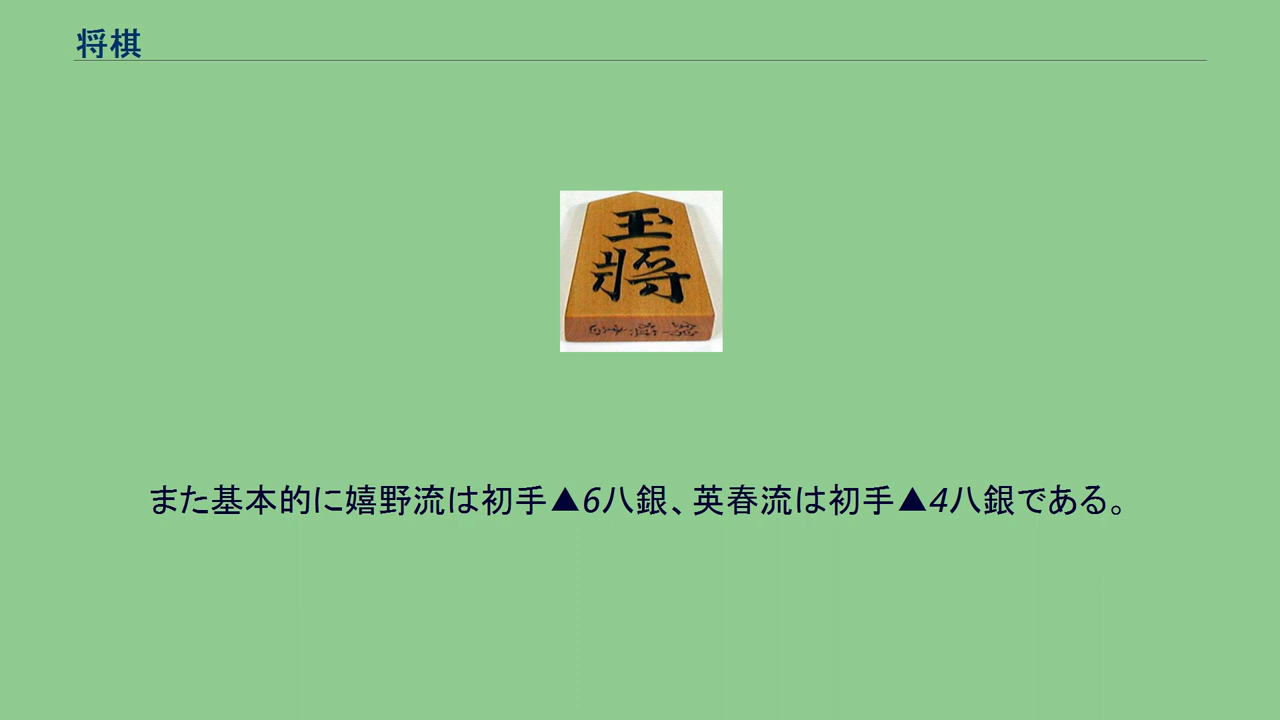 将棋
玉
將
また基本的に嬉野流は初手▲6八銀、英春流は初手▲4八銀である。